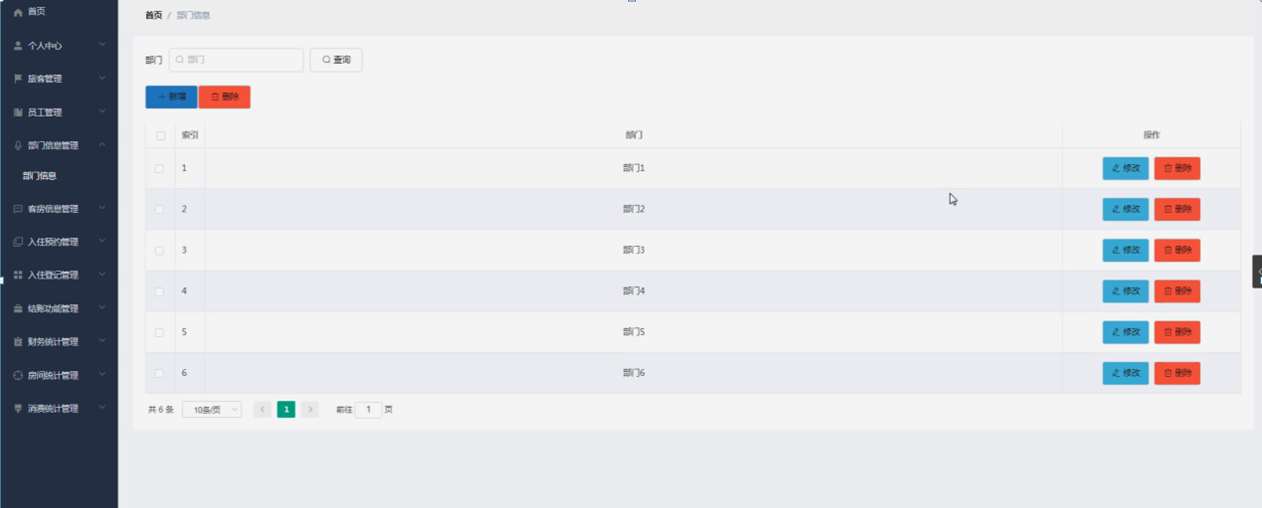 首页
个人中心
旅客管理
员工管理
部门信息管理
部门信息
客房信息管理
入住预约管理
入住登记管理
结账功能管理
财务统计管理
房间统计管理
消费统计管理
首页 / 部门信息
部门 部门 查询
新增 删除
索引 部门 操作
1 部门1 修改 删除
2 部门2 修改 删除
3 部门3 修改 删除
4 部门4 修改 删除
5 部门5 修改 删除
6 部门6 修改 删除
共 6 条 10条/页 1 前往 1 页